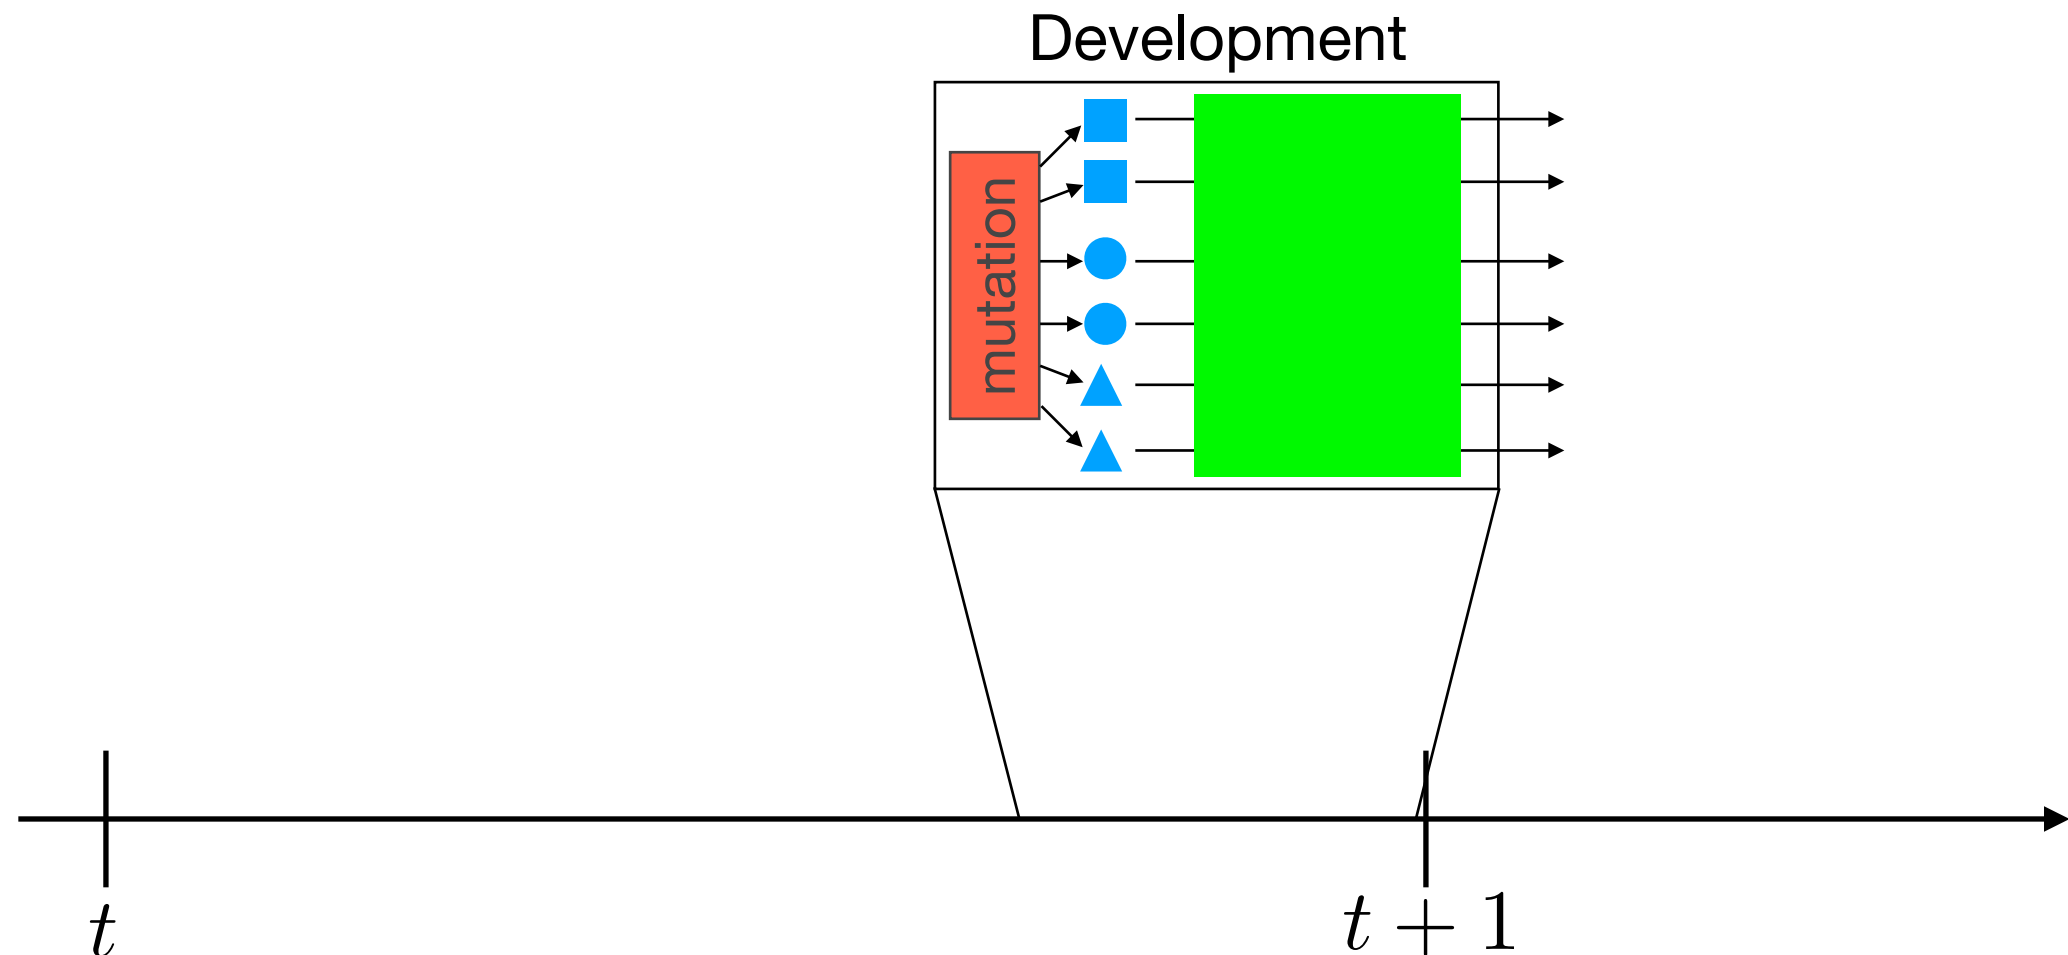 Development
mutation
t
t + 1